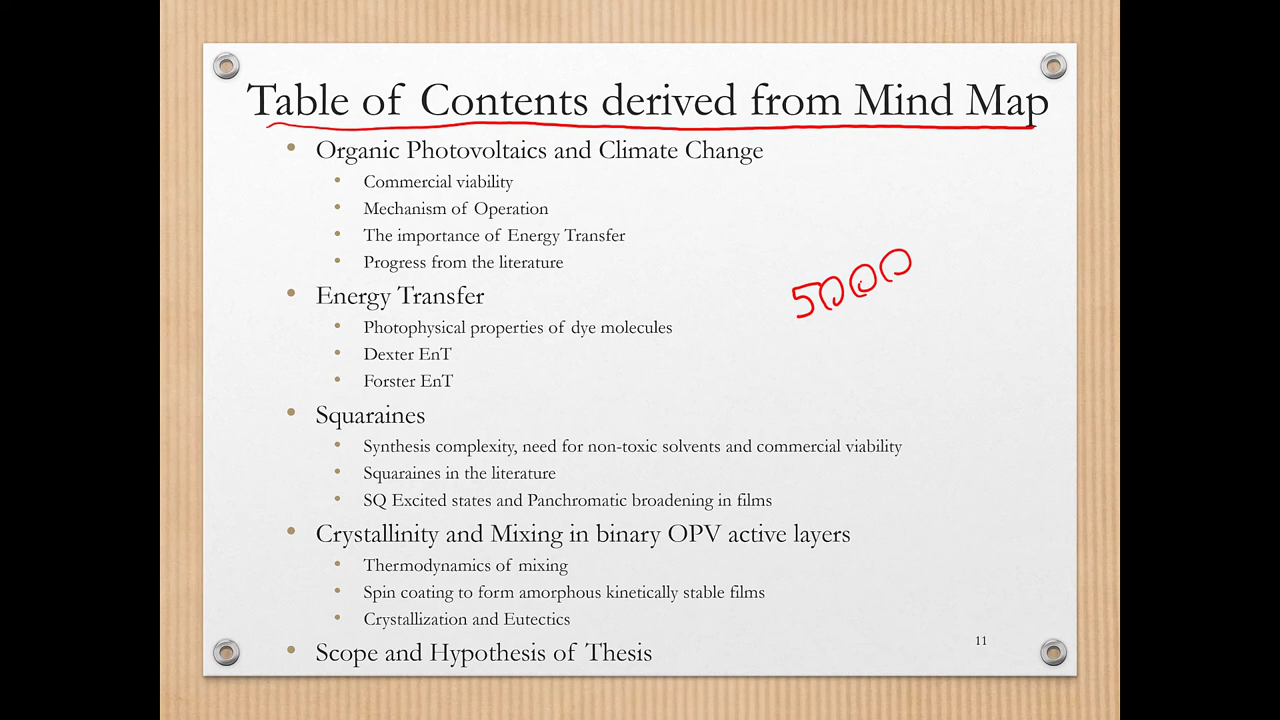 Table of Contents derived from Mind Map
• Organic Photovoltaics and Climate Change
• Commercial viability
• Mechanism of Operation
• The importance of Energy Transfer
• Progress from the literature
5000
• Energy Transfer
• Photophysical properties of dye molecules
• Dexter EnT
• Forster EnT
• Squaraines
• Synthesis complexity, need for non-toxic solvents and commercial viability
• Squaraines in the literature
• SQ Excited states and Panchromatic broadening in films
• Crystallinity and Mixing in binary OPV active layers
• Thermodynamics of mixing
• Spin coating to form amorphous kinetically stable films
• Crystallization and Eutectics
11
• Scope and Hypothesis of Thesis